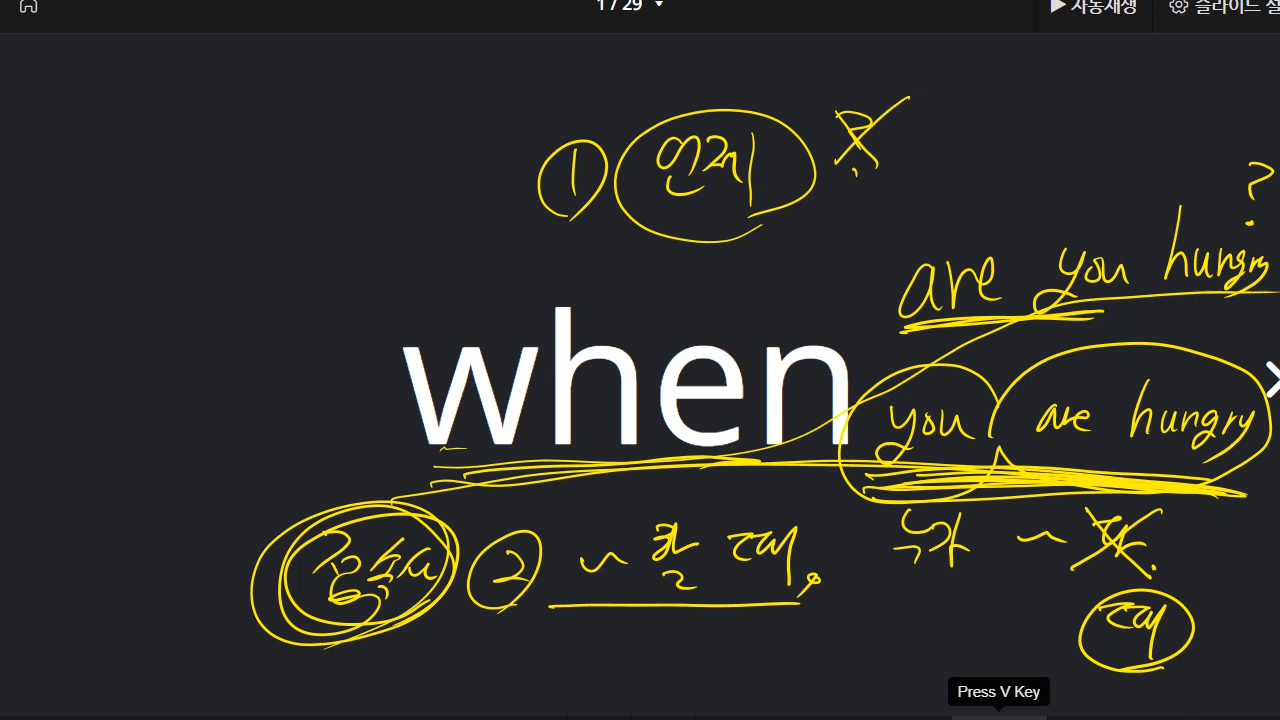 1 / 29 ▶ 자동재생 슬라이드 설
① 언제 ?
are you hungry ?
when
you are hungry
접속사 ② ~ 할 때. 누가 ~ 다.
때
Press V Key